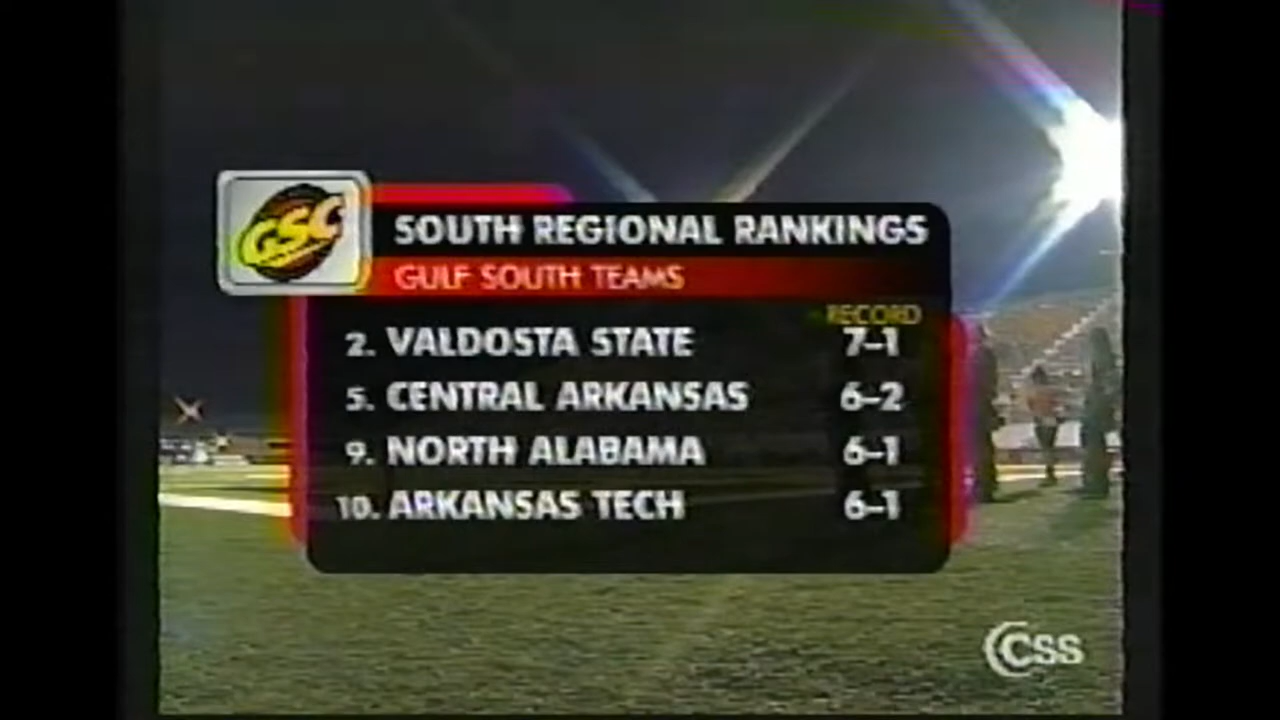 GSC
SOUTH REGIONAL RANKINGS
GULF SOUTH TEAMS
RECORD
2. VALDOSTA STATE 7-1
5. CENTRAL ARKANSAS 6-2
9. NORTH ALABAMA 6-1
10. ARKANSAS TECH 6-1
CSS